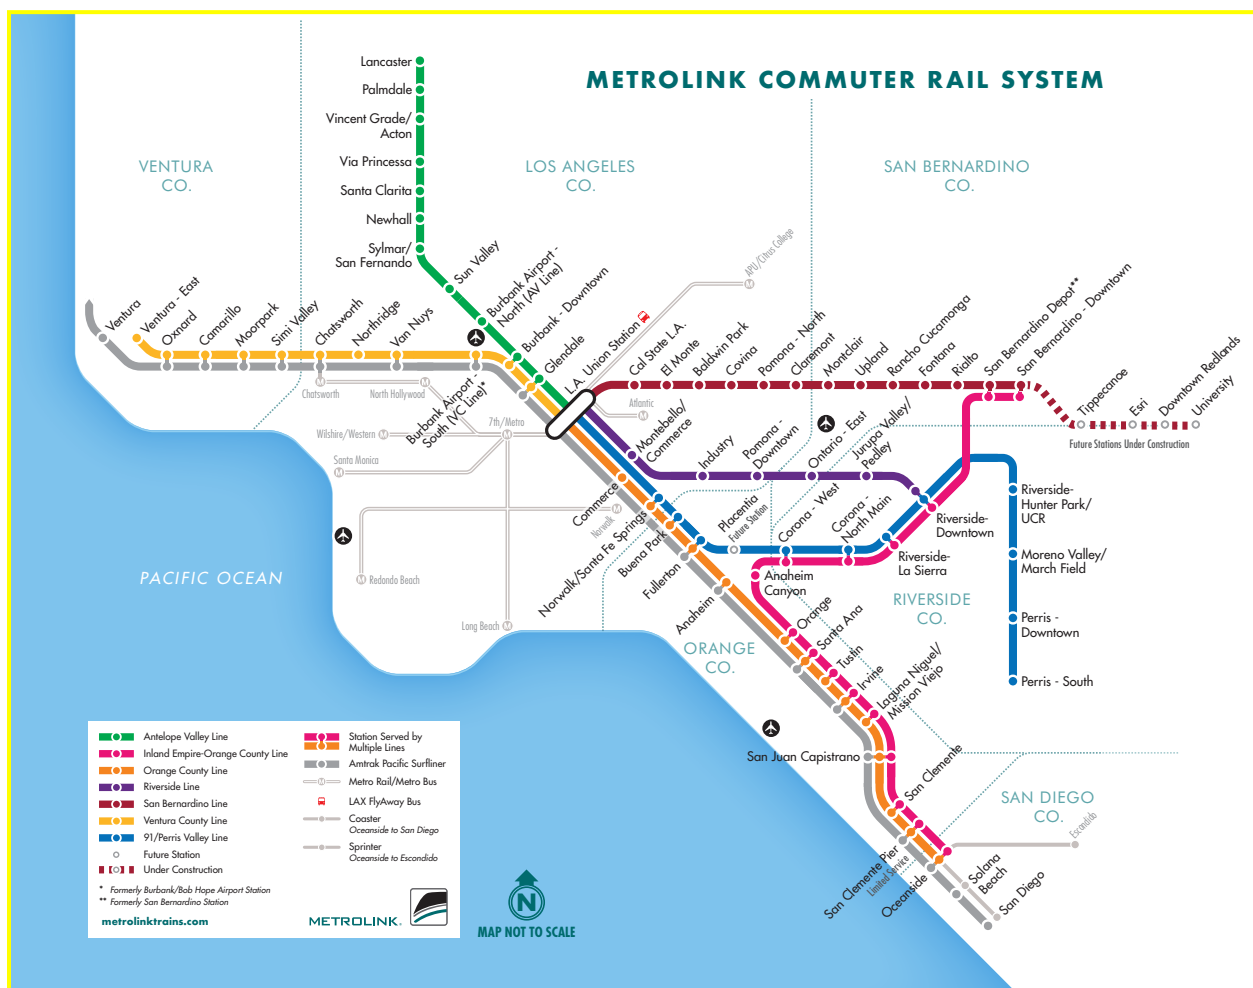 METROLINK COMMUTER RAIL SYSTEM
VENTURA
CO.
LOS ANGELES
CO.
SAN BERNARDINO
CO.
Lancaster
Palmdale
Vincent Grade/
Acton
Via Princessa
Santa Clarita
Newhall
Sylmar/
San Fernando
Sun Valley
Burbank Airport -
North (AV Line)
Burbank - Downtown
Glendale
L.A. Union Station
APU/Citrus College
Ventura
Ventura - East
Oxnard
Camarillo
Moorpark
Simi Valley
Chatsworth
Northridge
Van Nuys
Burbank Airport -
South (VC Line)*
Cal State L.A.
El Monte
Baldwin Park
Covina
Pomona - North
Claremont
Montclair
Upland
Rancho Cucamonga
Fontana
Rialto
San Bernardino Depot**
San Bernardino - Downtown
Tippecanoe
Esri
Downtown Redlands
University
Future Stations Under Construction
M
Chatsworth
M
North Hollywood
Wilshire/Western M
7th/Metro
M
Atlantic
M
Santa Monica
M
Norwalk
M
M Redondo Beach
Long Beach M
Montebello/
Commerce
Industry
Pomona -
Downtown
Ontario - East
Jurupa Valley/
Pedley
Riverside-
Downtown
Riverside-
Hunter Park/
UCR
Moreno Valley/
March Field
Perris -
Downtown
Perris - South
Commerce
Norwalk/Santa Fe Springs
Buena Park
Fullerton
Placentia
Future Station
Corona - West
Corona -
North Main
Riverside-
La Sierra
Anaheim
Canyon
Anaheim
Orange
Santa Ana
Tustin
Irvine
Laguna Niguel/
Mission Viejo
San Juan Capistrano
San Clemente
San Clemente Pier
Limited Service
Oceanside
Solana
Beach
San Diego
Escondido
PACIFIC OCEAN
ORANGE
CO.
RIVERSIDE
CO.
SAN DIEGO
CO.
Antelope Valley Line
Inland Empire-Orange County Line
Orange County Line
Riverside Line
San Bernardino Line
Ventura County Line
91/Perris Valley Line
Future Station
Under Construction
* Formerly Burbank/Bob Hope Airport Station
** Formerly San Bernardino Station
metrolinktrains.com
Station Served by
Multiple Lines
Amtrak Pacific Surfliner
M Metro Rail/Metro Bus
LAX FlyAway Bus
Coaster
Oceanside to San Diego
Sprinter
Oceanside to Escondido
METROLINK®
N
MAP NOT TO SCALE